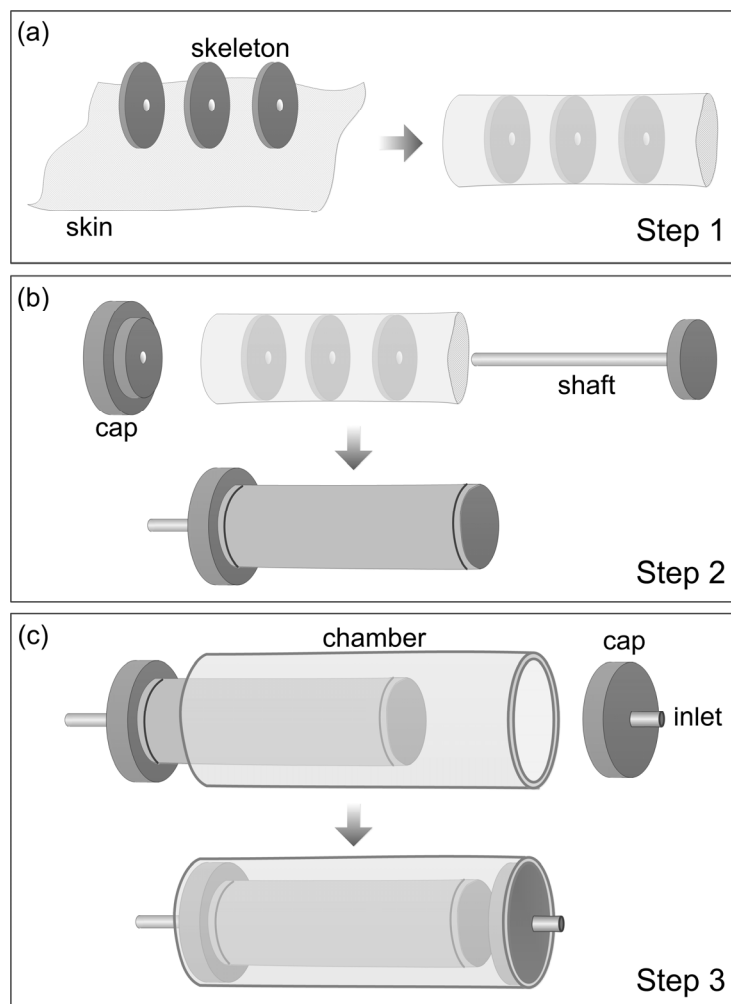 (a)
skeleton
skin
Step 1
(b)
cap
shaft
Step 2
(c)
chamber
cap
inlet
Step 3